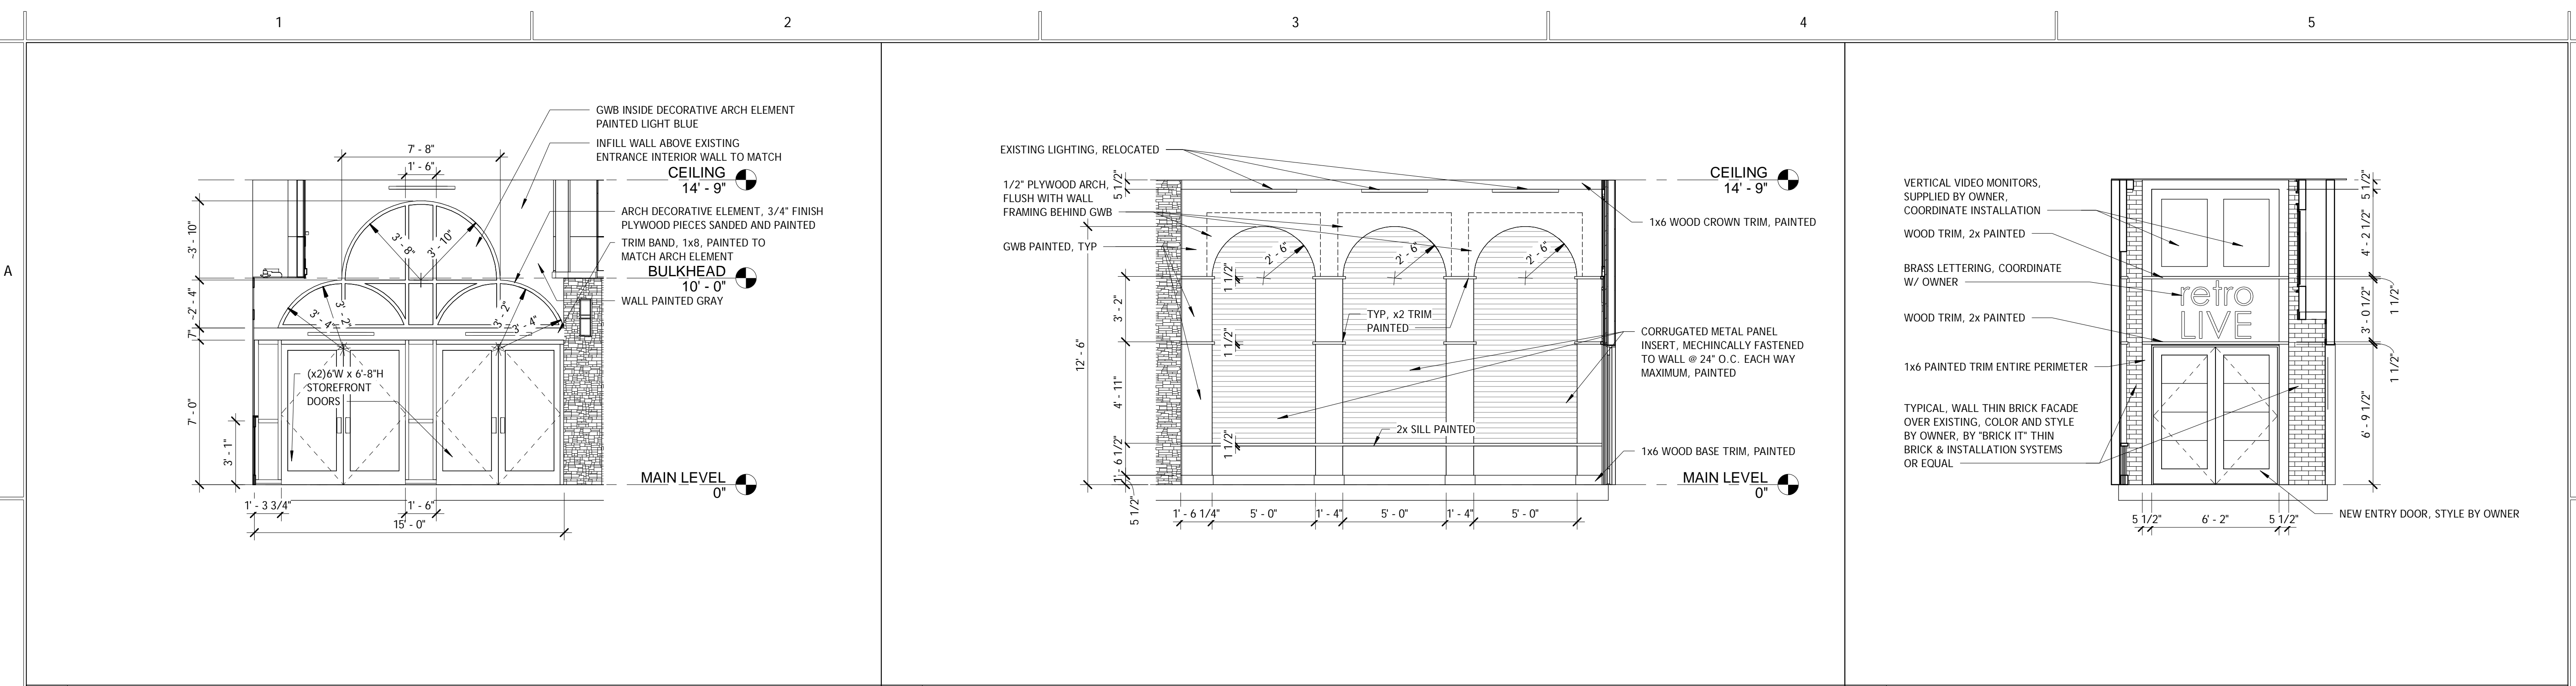 1
2
3
4
5
A
GWB INSIDE DECORATIVE ARCH ELEMENT
PAINTED LIGHT BLUE
INFILL WALL ABOVE EXISTING
ENTRANCE INTERIOR WALL TO MATCH
CEILING
14' - 9"
ARCH DECORATIVE ELEMENT, 3/4" FINISH
PLYWOOD PIECES SANDED AND PAINTED
TRIM BAND, 1x8, PAINTED TO
MATCH ARCH ELEMENT
BULKHEAD
10' - 0"
WALL PAINTED GRAY
MAIN LEVEL
0"
7' - 8"
1' - 6"
~3' - 10"
~2' - 4"
7"
7' - 0"
3' - 1"
3' - 8"
3' - 10"
3' - 2"
3' - 4"
3' - 2"
3' - 4"
(x2)6'W x 6'-8"H
STOREFRONT
DOORS
1' - 3 3/4"
1' - 6"
15' - 0"
EXISTING LIGHTING, RELOCATED
1/2" PLYWOOD ARCH,
FLUSH WITH WALL
FRAMING BEHIND GWB
GWB PAINTED, TYP
5 1/2"
CEILING
14' - 9"
1x6 WOOD CROWN TRIM, PAINTED
2' - 6"
2' - 6"
2' - 6"
1 1/2"
3' - 2"
12' - 6"
TYP, x2 TRIM
PAINTED
1 1/2"
CORRUGATED METAL PANEL
INSERT, MECHINCALLY FASTENED
TO WALL @ 24" O.C. EACH WAY
MAXIMUM, PAINTED
4' - 11"
2x SILL PAINTED
1 1/2"
1' - 6 1/2"
1x6 WOOD BASE TRIM, PAINTED
MAIN LEVEL
0"
5 1/2"
1' - 6 1/4"
5' - 0"
1' - 4"
5' - 0"
1' - 4"
5' - 0"
VERTICAL VIDEO MONITORS,
SUPPLIED BY OWNER,
COORDINATE INSTALLATION
WOOD TRIM, 2x PAINTED
BRASS LETTERING, COORDINATE
W/ OWNER
WOOD TRIM, 2x PAINTED
1x6 PAINTED TRIM ENTIRE PERIMETER
TYPICAL, WALL THIN BRICK FACADE
OVER EXISTING, COLOR AND STYLE
BY OWNER, BY "BRICK IT" THIN
BRICK & INSTALLATION SYSTEMS
OR EQUAL
retro
LIVE
5 1/2"
4' - 2 1/2"
1 1/2"
3' - 0 1/2"
1 1/2"
6' - 9 1/2"
NEW ENTRY DOOR, STYLE BY OWNER
5 1/2"
6' - 2"
5 1/2"